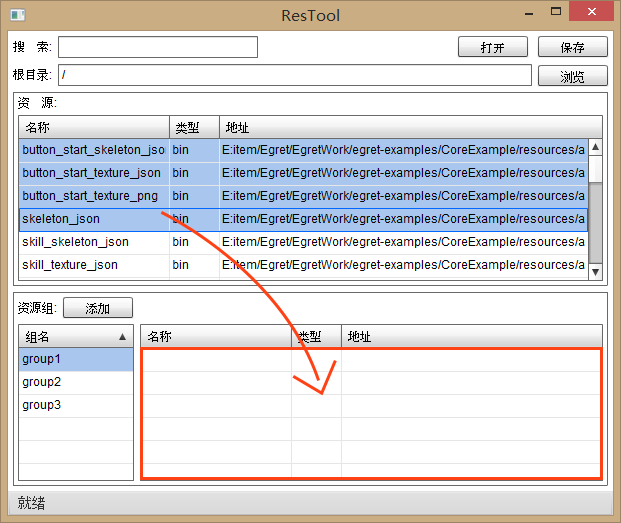 ResTool
搜 索: 打开 保存
根目录: / 浏览
资 源:
名称 类型 地址
button_start_skeleton_json bin E:item/Egret/EgretWork/egret-examples/CoreExample/resources/a
button_start_texture_json bin E:item/Egret/EgretWork/egret-examples/CoreExample/resources/a
button_start_texture_png bin E:item/Egret/EgretWork/egret-examples/CoreExample/resources/a
skeleton_json bin E:item/Egret/EgretWork/egret-examples/CoreExample/resources/a
skill_skeleton_json bin E:item/Egret/EgretWork/egret-examples/CoreExample/resources/a
skill_texture_json bin E:item/Egret/EgretWork/egret-examples/CoreExample/resources/a
资源组: 添加
组名 名称 类型 地址
group1
group2
group3
就绪